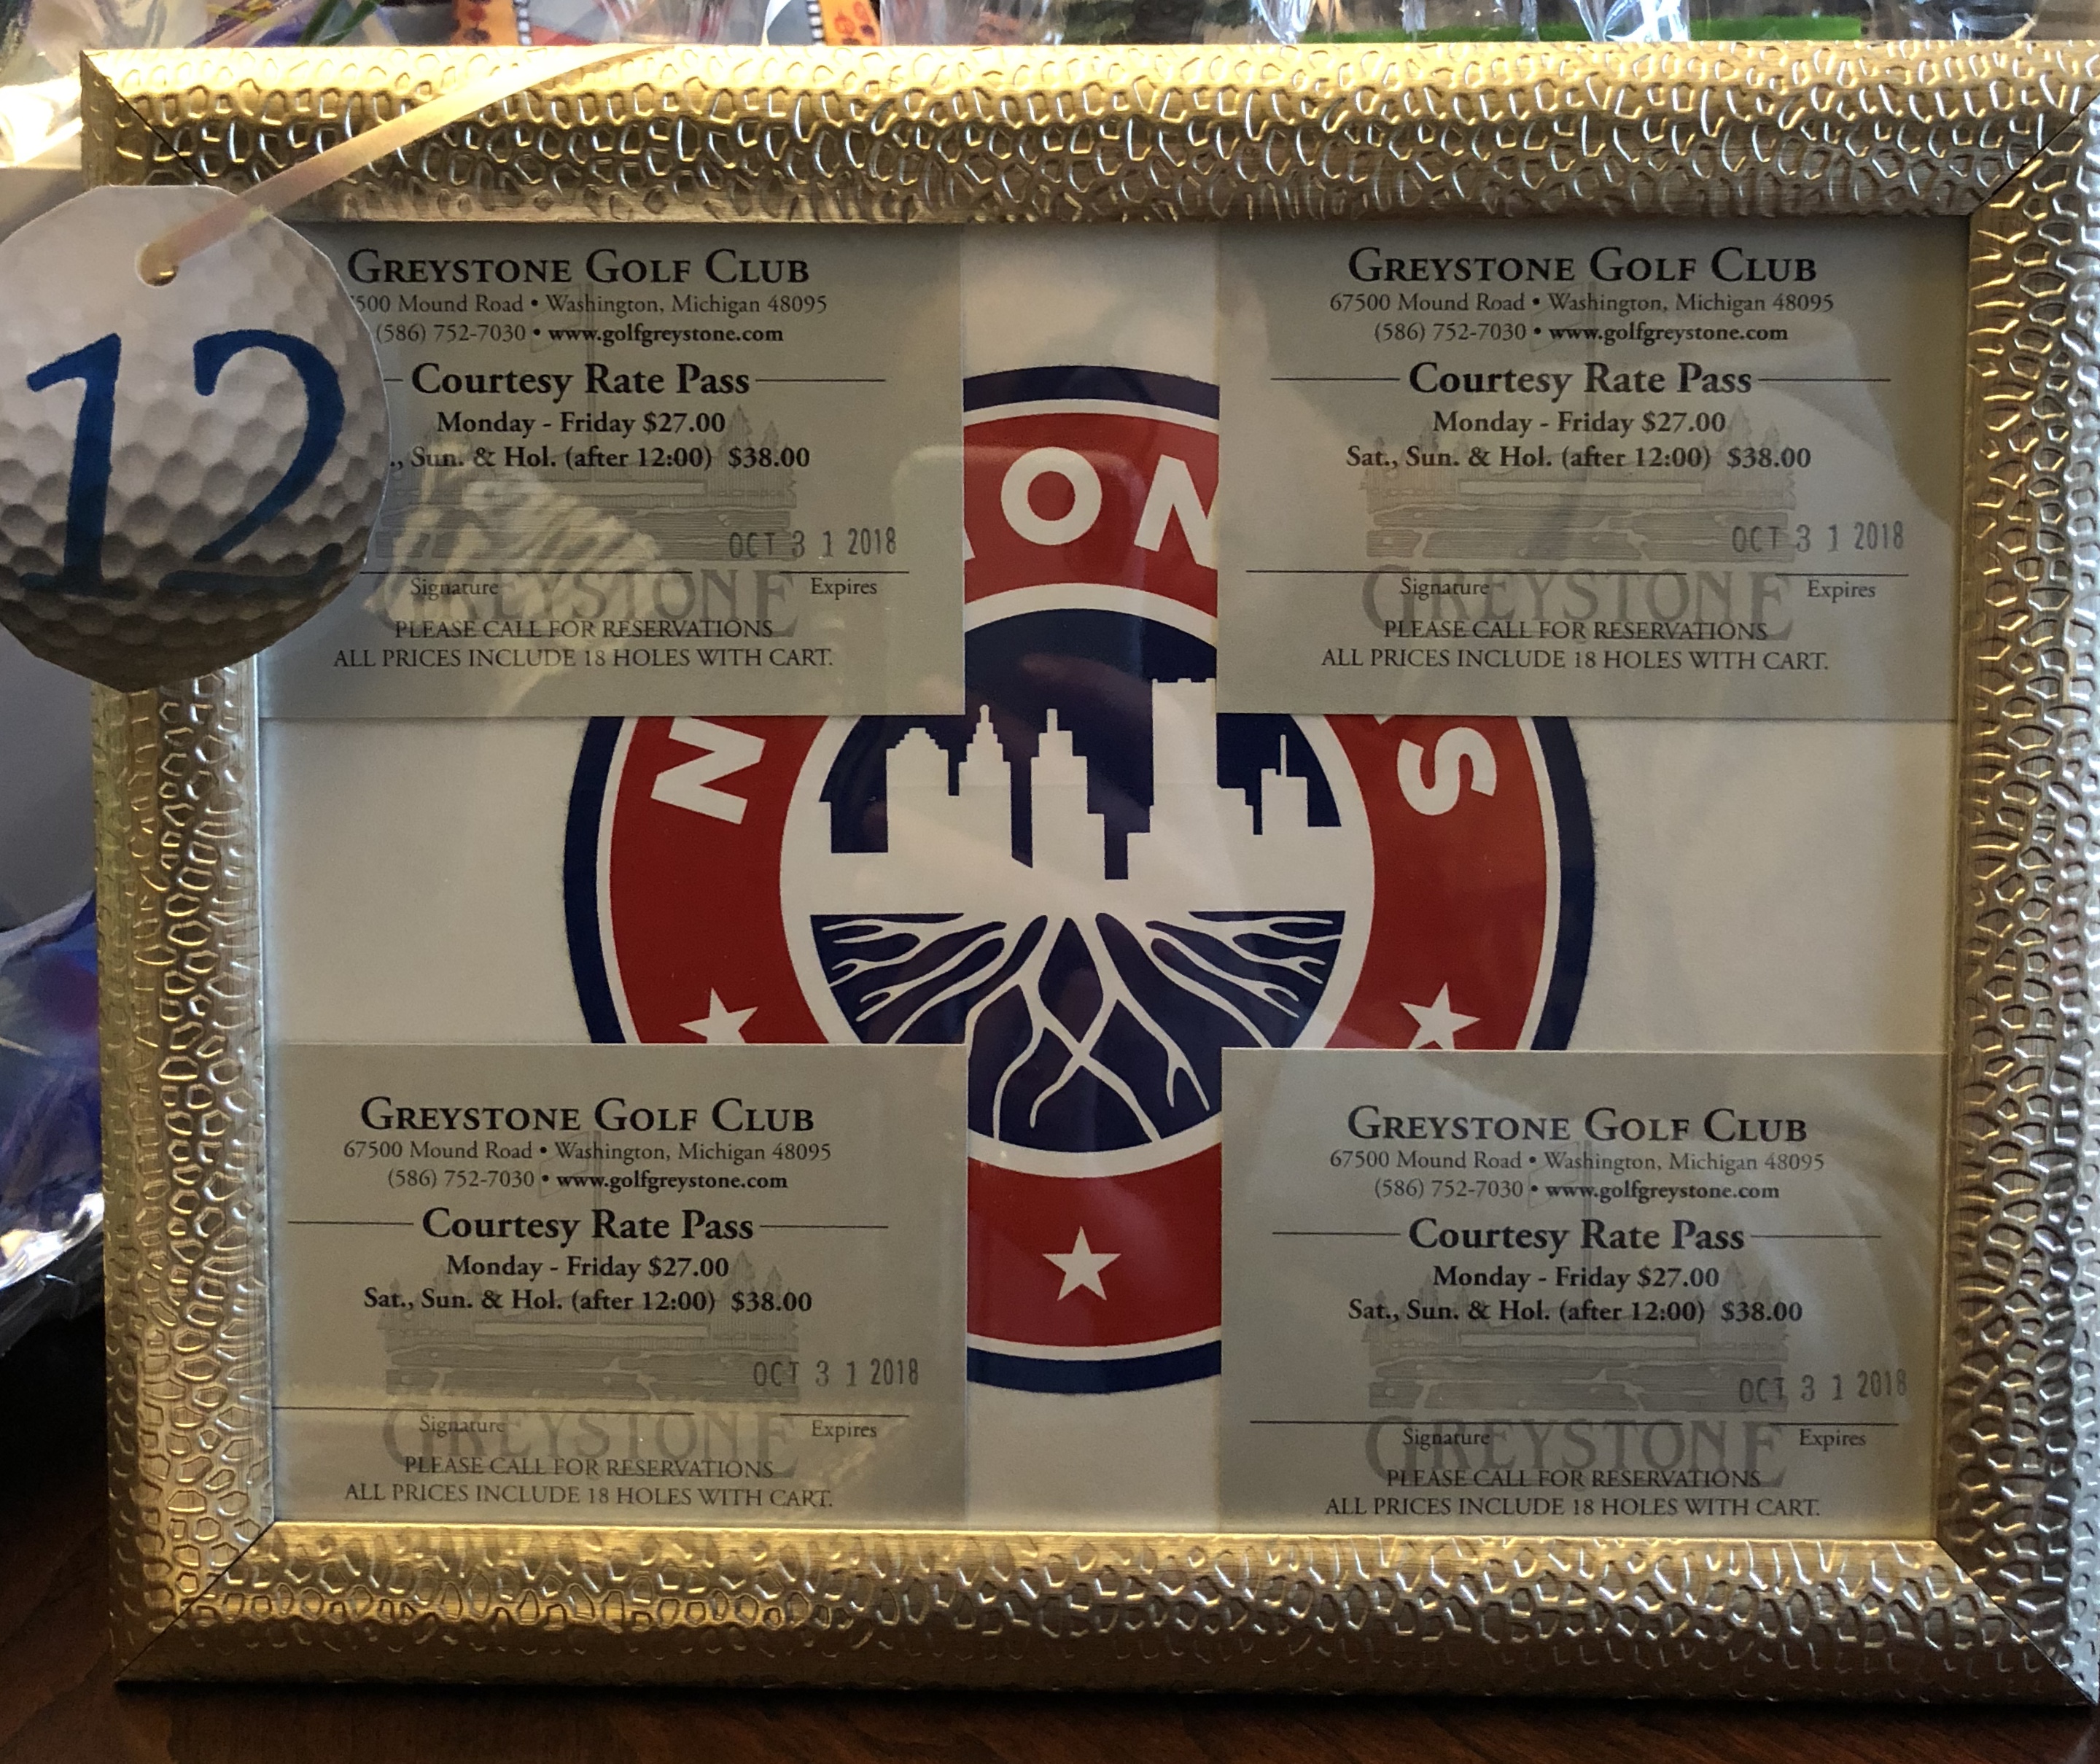 12
GREYSTONE GOLF CLUB
500 Mound Road • Washington, Michigan 48095
(586) 752-7030 • www.golfgreystone.com
Courtesy Rate Pass
Monday - Friday $27.00
., Sun. & Hol. (after 12:00) $38.00
OCT 31 2018
Signature Expires
GREYSTONE
PLEASE CALL FOR RESERVATIONS
ALL PRICES INCLUDE 18 HOLES WITH CART.
GREYSTONE GOLF CLUB
67500 Mound Road • Washington, Michigan 48095
(586) 752-7030 • www.golfgreystone.com
Courtesy Rate Pass
Monday - Friday $27.00
Sat., Sun. & Hol. (after 12:00) $38.00
OCT 31 2018
Signature Expires
GREYSTONE
PLEASE CALL FOR RESERVATIONS
ALL PRICES INCLUDE 18 HOLES WITH CART.
GREYSTONE GOLF CLUB
67500 Mound Road • Washington, Michigan 48095
(586) 752-7030 • www.golfgreystone.com
Courtesy Rate Pass
Monday - Friday $27.00
Sat., Sun. & Hol. (after 12:00) $38.00
OCT 31 2018
Signature Expires
GREYSTONE
PLEASE CALL FOR RESERVATIONS
ALL PRICES INCLUDE 18 HOLES WITH CART.
GREYSTONE GOLF CLUB
67500 Mound Road • Washington, Michigan 48095
(586) 752-7030 • www.golfgreystone.com
Courtesy Rate Pass
Monday - Friday $27.00
Sat., Sun. & Hol. (after 12:00) $38.00
OCT 31 2018
Signature Expires
GREYSTONE
PLEASE CALL FOR RESERVATIONS
ALL PRICES INCLUDE 18 HOLES WITH CART.